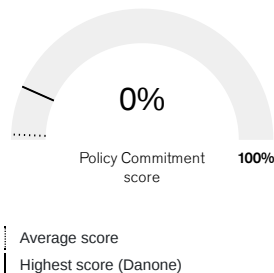 0%
Policy Commitment
score
100%
Average score
Highest score (Danone)